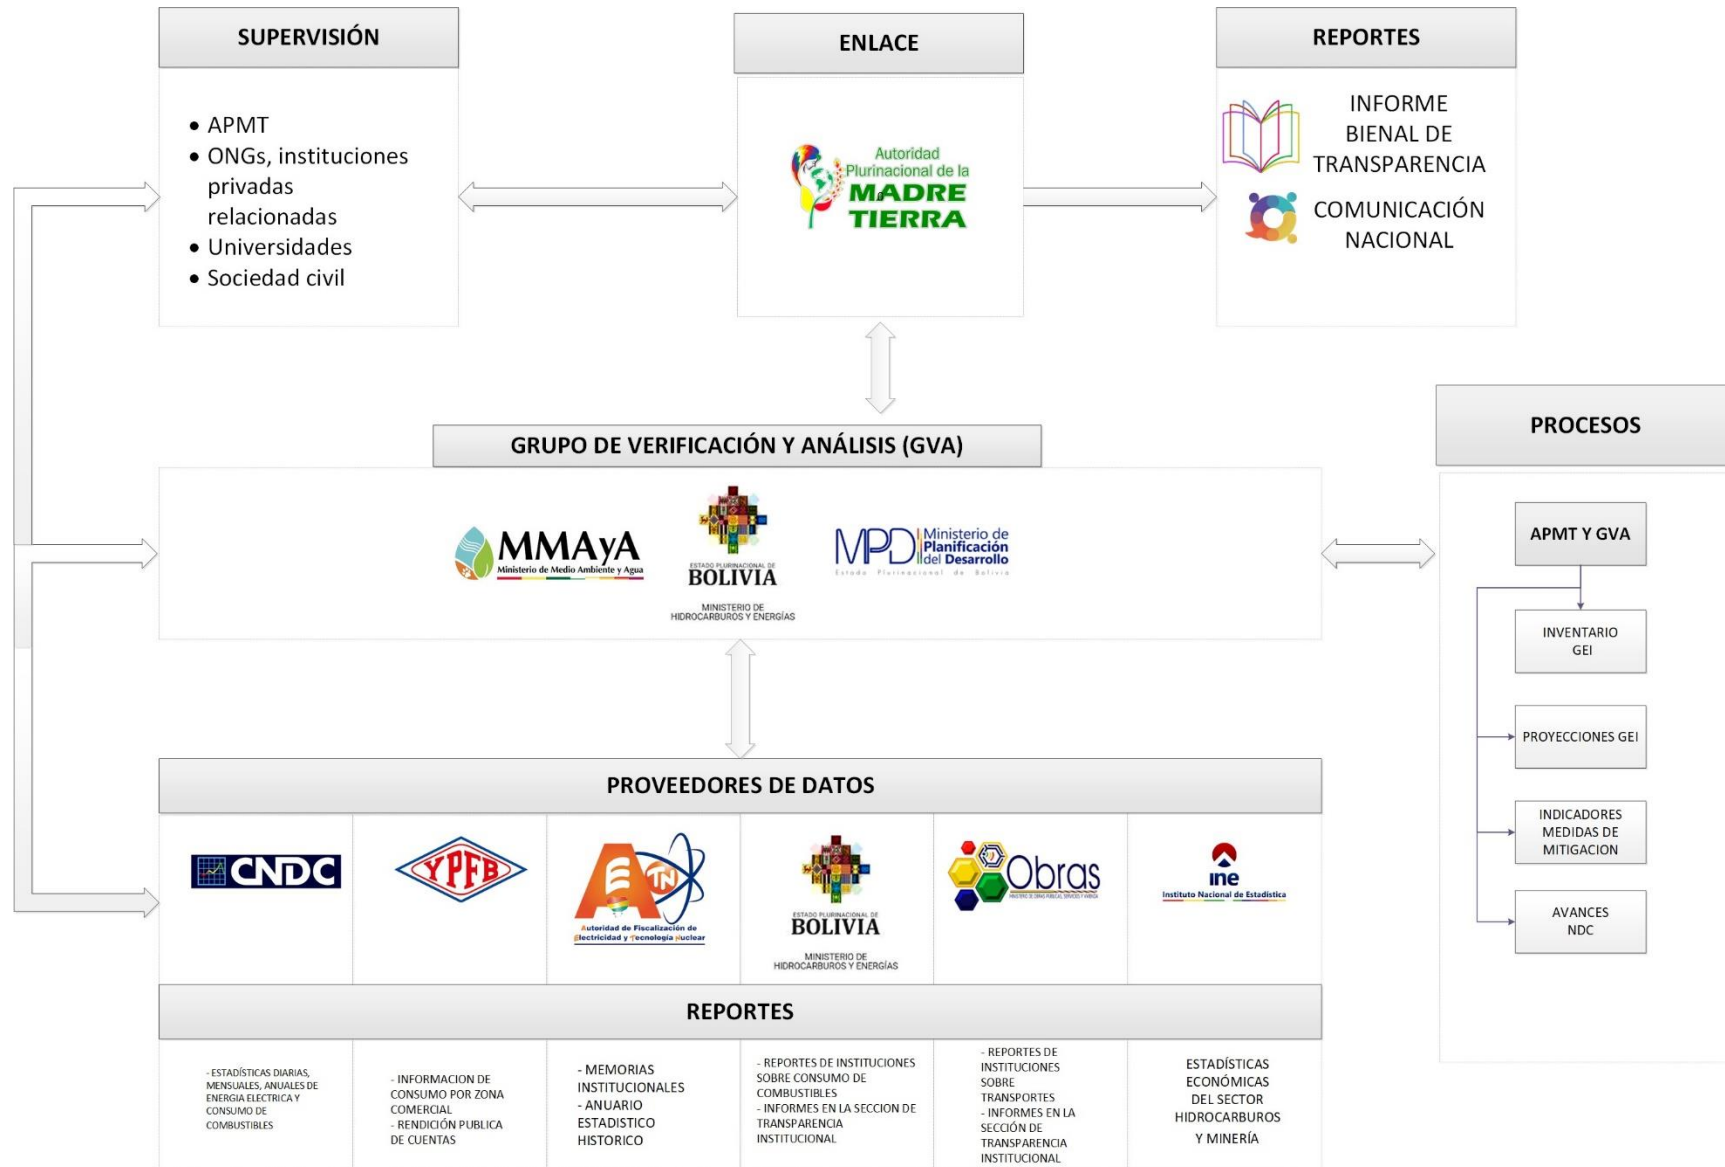 SUPERVISIÓN
• APMT
• ONGs, instituciones
privadas
relacionadas
• Universidades
• Sociedad civil
ENLACE
Autoridad
Plurinacional de la
MADRE
TIERRA
REPORTES
INFORME
BIENAL DE
TRANSPARENCIA
COMUNICACIÓN
NACIONAL
GRUPO DE VERIFICACIÓN Y ANÁLISIS (GVA)
MMAyA
Ministerio de Medio Ambiente y Agua
ESTADO PLURINACIONAL DE
BOLIVIA
MINISTERIO DE
HIDROCARBUROS Y ENERGÍAS
MPD
Ministerio de
Planificación
del Desarrollo
Estado Plurinacional de Bolivia
PROCESOS
APMT Y GVA
INVENTARIO
GEI
PROYECCIONES GEI
INDICADORES
MEDIDAS DE
MITIGACION
AVANCES
NDC
PROVEEDORES DE DATOS
CNDC
YPFB
AETN
Autoridad de Fiscalización de
Electricidad y Tecnología Nuclear
ESTADO PLURINACIONAL DE
BOLIVIA
MINISTERIO DE
HIDROCARBUROS Y ENERGÍAS
Obras
MINISTERIO DE OBRAS PÚBLICAS, SERVICIOS Y VIVIENDA
ine
Instituto Nacional de Estadística
REPORTES
- ESTADÍSTICAS DIARIAS,
MENSUALES, ANUALES DE
ENERGIA ELECTRICA Y
CONSUMO DE
COMBUSTIBLES
- INFORMACION DE
CONSUMO POR ZONA
COMERCIAL
- RENDICIÓN PUBLICA
DE CUENTAS
- MEMORIAS
INSTITUCIONALES
- ANUARIO
ESTADISTICO
HISTORICO
- REPORTES DE INSTITUCIONES
SOBRE CONSUMO DE
COMBUSTIBLES
- INFORMES EN LA SECCION DE
TRANSPARENCIA
INSTITUCIONAL
- REPORTES DE
INSTITUCIONES
SOBRE
TRANSPORTES
- INFORMES EN LA
SECCIÓN DE
TRANSPARENCIA
INSTITUCIONAL
ESTADÍSTICAS
ECONÓMICAS
DEL SECTOR
HIDROCARBUROS
Y MINERÍA